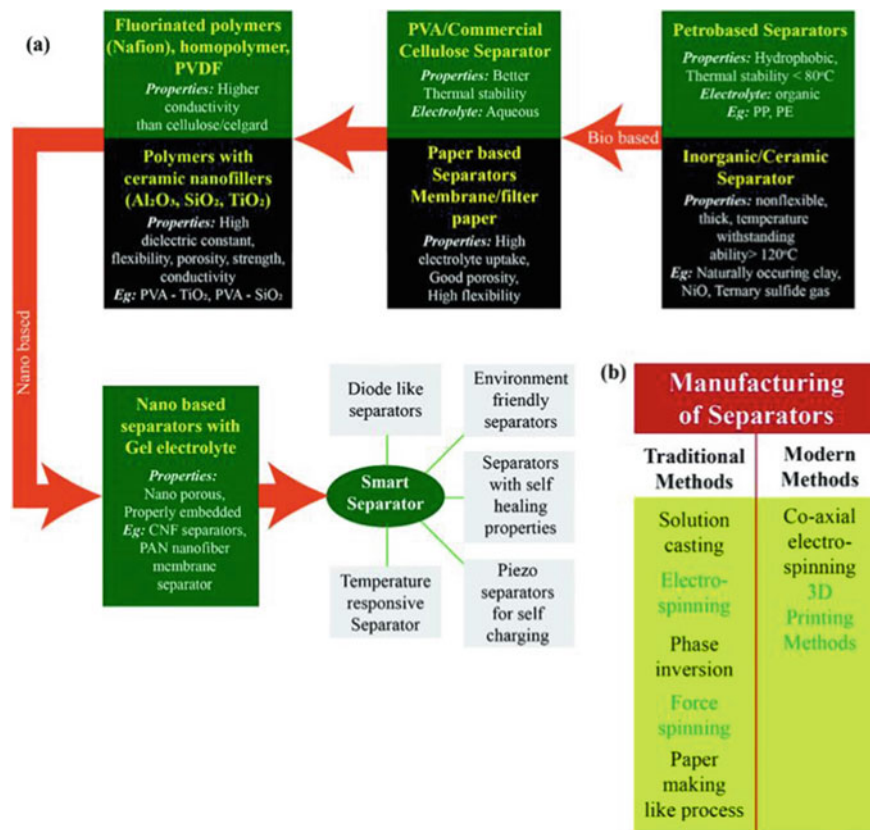 (a)
Fluorinated polymers
(Nafion), homopolymer,
PVDF
Properties: Higher
conductivity
than cellulose/celgard
Polymers with
ceramic nanofillers
(Al₂O₃, SiO₂, TiO₂)
Properties: High
dielectric constant,
flexibility, porosity, strength,
conductivity
Eg: PVA - TiO₂, PVA - SiO₂
PVA/Commercial
Cellulose Separator
Properties: Better
Thermal stability
Electrolyte: Aqueous
Paper based
Separators
Membrane/filter
paper
Properties: High
electrolyte uptake,
Good porosity,
High flexibility
Bio based
Petrobased Separators
Properties: Hydrophobic,
Thermal stability < 80°C
Electrolyte: organic
Eg: PP, PE
Inorganic/Ceramic
Separator
Properties: nonflexible,
thick, temperature
withstanding
ability> 120°C
Eg: Naturally occuring clay,
NiO, Ternary sulfide gas
Nano based
Nano based
separators with
Gel electrolyte
Properties:
Nano porous,
Properly embedded
Eg: CNF separators,
PAN nanofiber
membrane
separator
Smart
Separator
Diode like
separators
Environment
friendly
separators
Separators
with self
healing
properties
Piezo
separators
for self
charging
Temperature
responsive
Separator
(b)
Manufacturing
of Separators
Traditional
Methods
Solution
casting
Electro-
spinning
Phase
inversion
Force
spinning
Paper
making
like process
Modern
Methods
Co-axial
electro-
spinning
3D
Printing
Methods